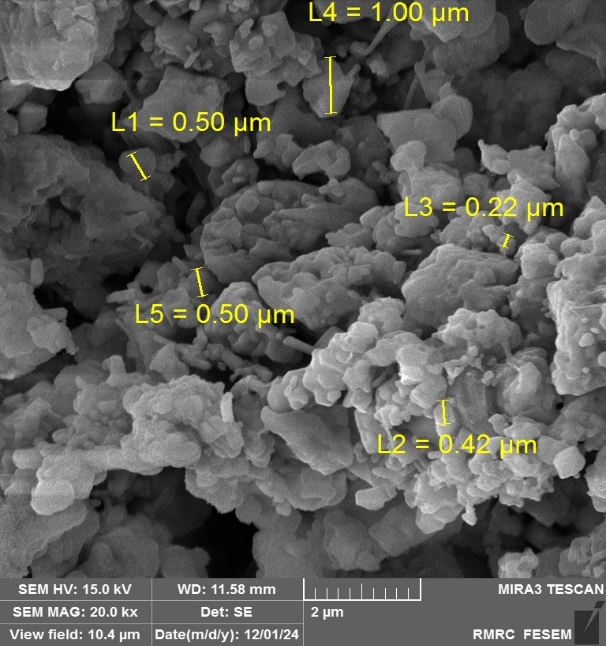 L4 = 1.00 µm
L1 = 0.50 µm
L3 = 0.22 µm
L5 = 0.50 µm
L2 = 0.42 µm
SEM HV: 15.0 kV WD: 11.58 mm MIRA3 TESCAN
SEM MAG: 20.0 kx Det: SE 2 µm
View field: 10.4 µm Date(m/d/y): 12/01/24 RMRC FESEM